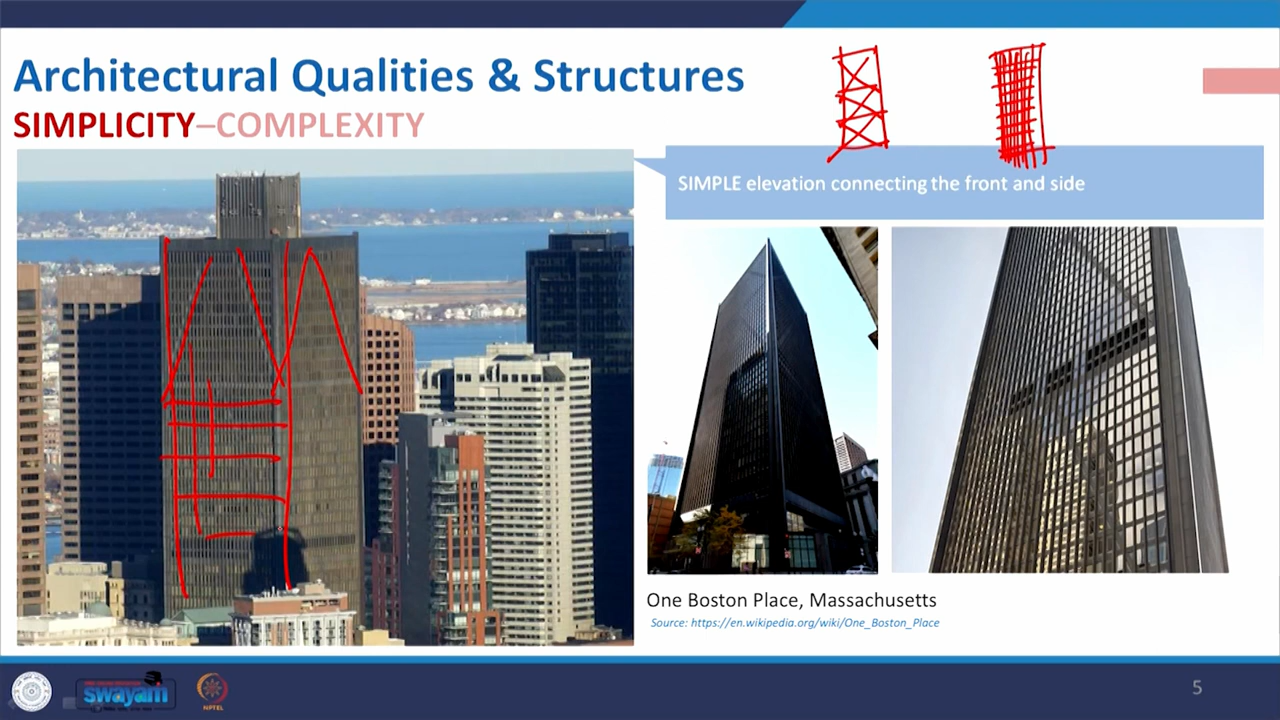 Architectural Qualities & Structures
SIMPLICITY–COMPLEXITY
SIMPLE elevation connecting the front and side
One Boston Place, Massachusetts
Source: https://en.wikipedia.org/wiki/One_Boston_Place
swayam
NPTEL
5